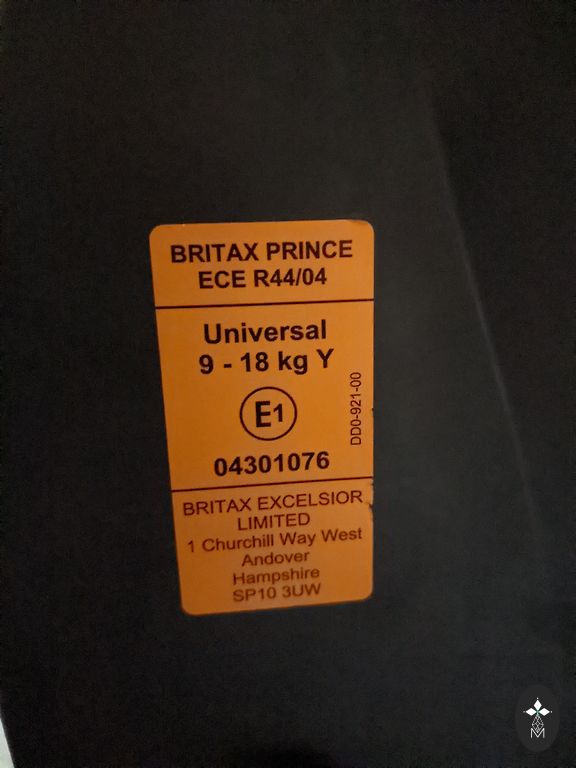 BRITAX PRINCE
ECE R44/04
Universal
9 - 18 kg Y
E1
DD0-921-00
04301076
BRITAX EXCELSIOR
LIMITED
1 Churchill Way West
Andover
Hampshire
SP10 3UW
M